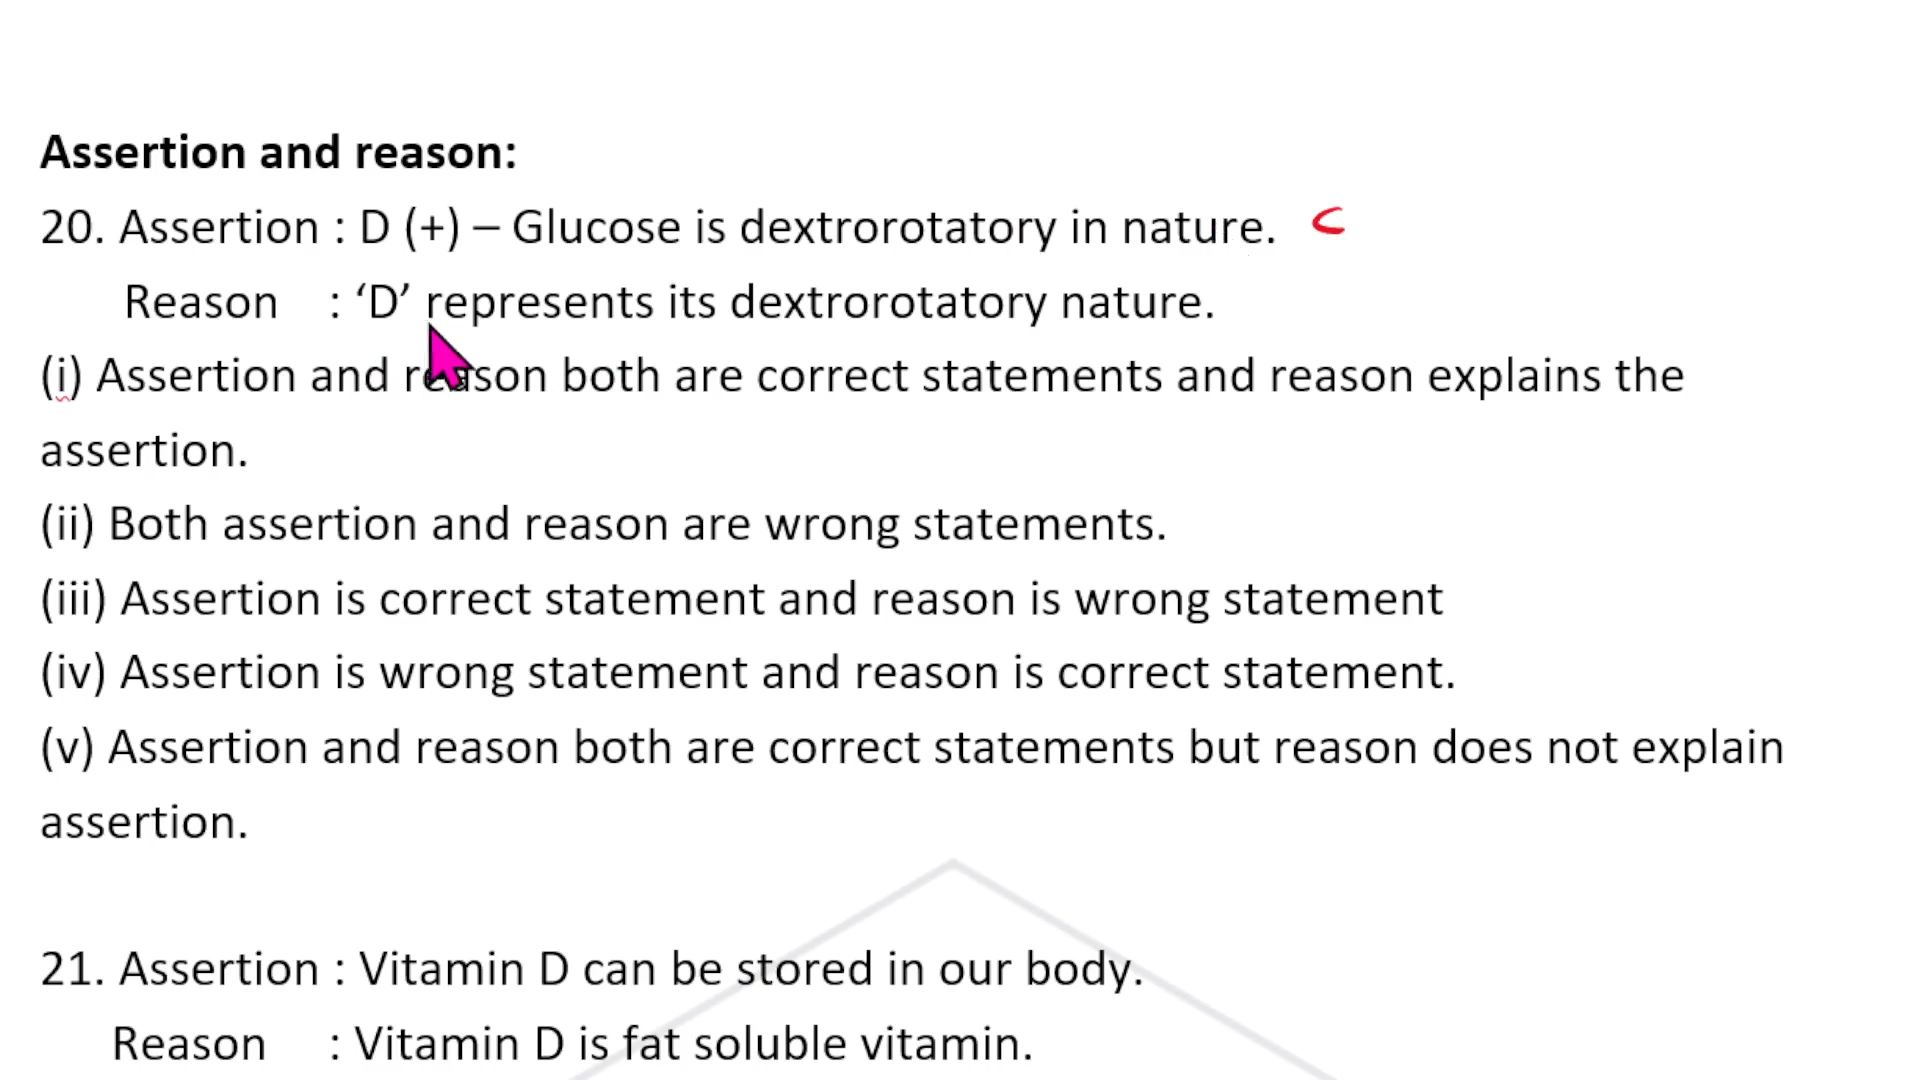 Assertion and reason:
20. Assertion : D (+) – Glucose is dextrorotatory in nature. C
Reason : ‘D’ represents its dextrorotatory nature.
(i) Assertion and reason both are correct statements and reason explains the
assertion.
(ii) Both assertion and reason are wrong statements.
(iii) Assertion is correct statement and reason is wrong statement
(iv) Assertion is wrong statement and reason is correct statement.
(v) Assertion and reason both are correct statements but reason does not explain
assertion.
21. Assertion : Vitamin D can be stored in our body.
Reason : Vitamin D is fat soluble vitamin.